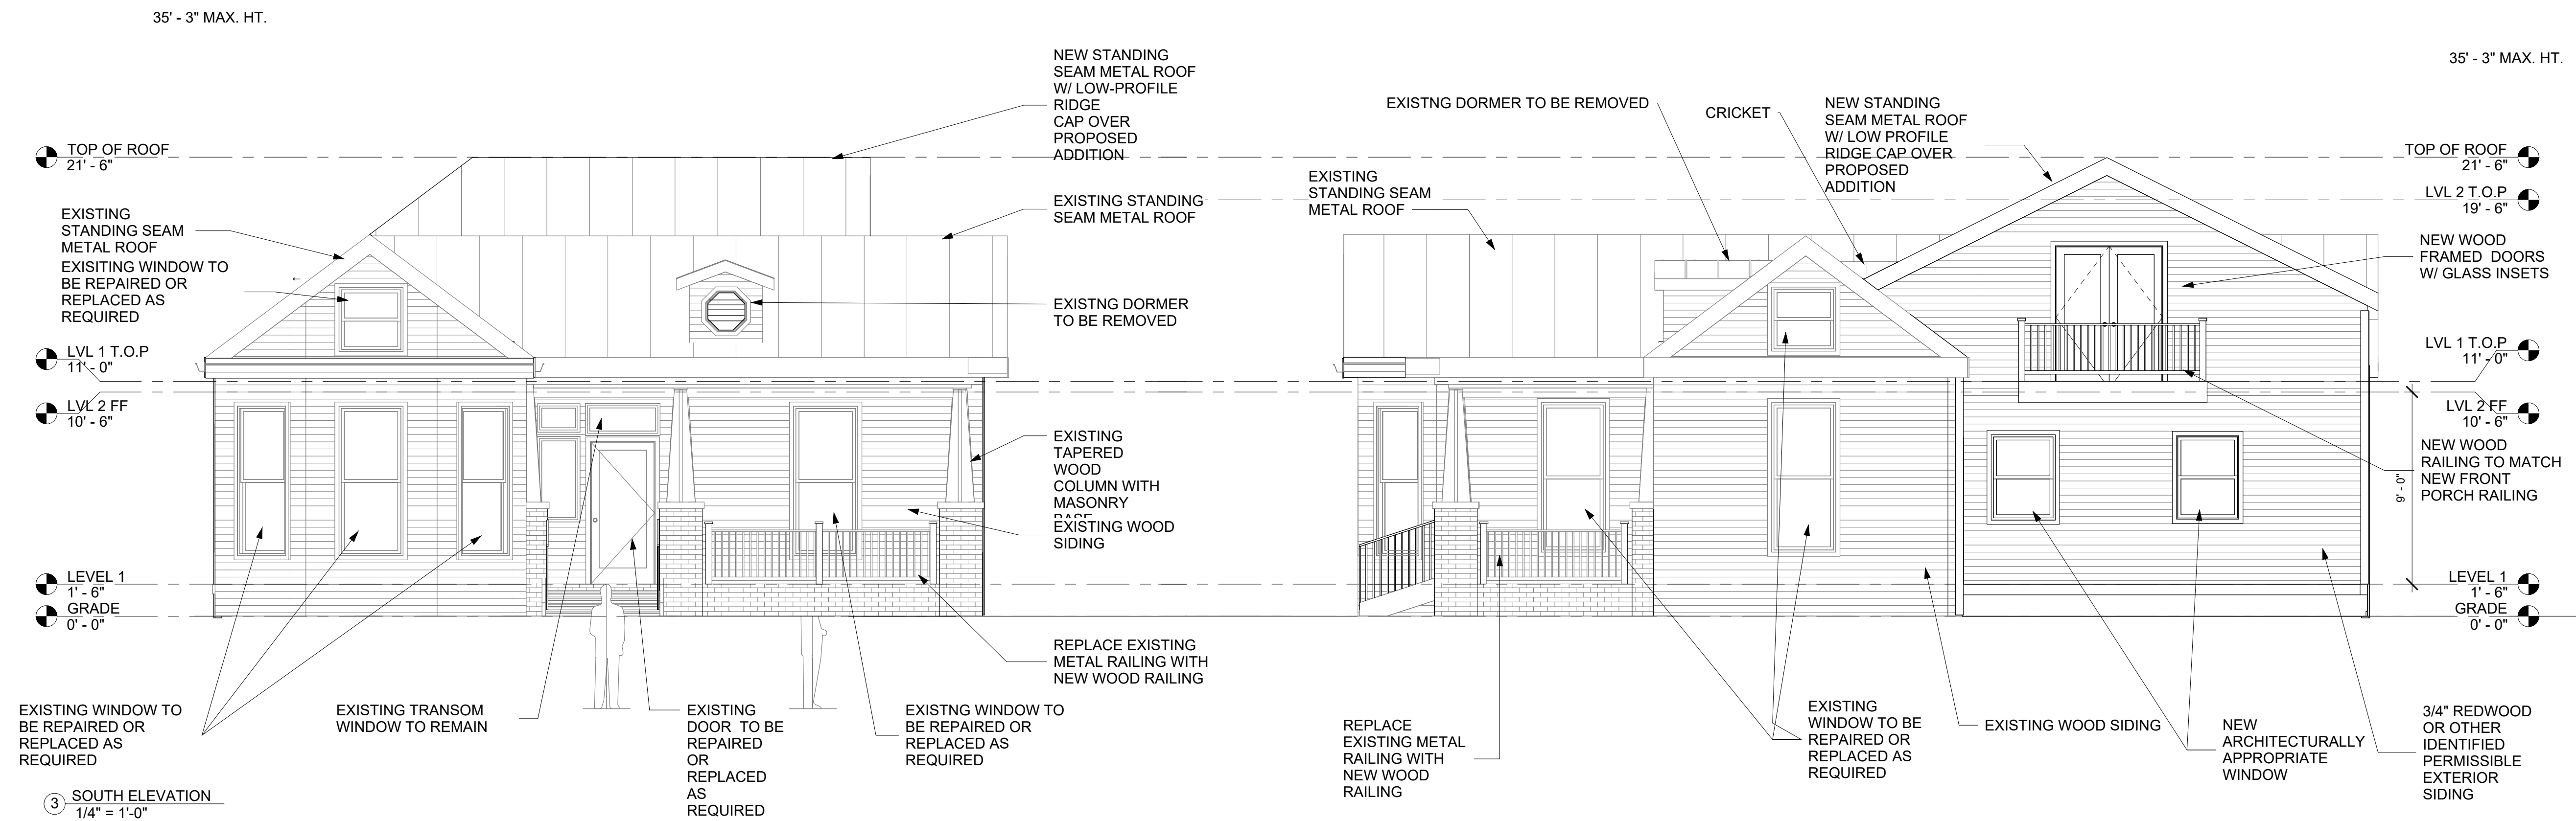 35' - 3" MAX. HT.
TOP OF ROOF
21' - 6"
EXISTING
STANDING SEAM
METAL ROOF
EXISITING WINDOW TO
BE REPAIRED OR
REPLACED AS
REQUIRED
LVL 1 T.O.P
11' - 0"
LVL 2 FF
10' - 6"
LEVEL 1
1' - 6"
GRADE
0' - 0"
NEW STANDING
SEAM METAL ROOF
W/ LOW-PROFILE
RIDGE
CAP OVER
PROPOSED
ADDITION
EXISTING STANDING
SEAM METAL ROOF
EXISTNG DORMER
TO BE REMOVED
EXISTING
TAPERED
WOOD
COLUMN WITH
MASONRY
BASE
EXISTING WOOD
SIDING
REPLACE EXISTING
METAL RAILING WITH
NEW WOOD RAILING
EXISTING WINDOW TO
BE REPAIRED OR
REPLACED AS
REQUIRED
EXISTING TRANSOM
WINDOW TO REMAIN
EXISTING
DOOR TO BE
REPAIRED
OR
REPLACED
AS
REQUIRED
EXISTNG WINDOW TO
BE REPAIRED OR
REPLACED AS
REQUIRED
3 SOUTH ELEVATION
1/4" = 1'-0"
35' - 3" MAX. HT.
EXISTNG DORMER TO BE REMOVED
CRICKET
NEW STANDING
SEAM METAL ROOF
W/ LOW PROFILE
RIDGE CAP OVER
PROPOSED
ADDITION
EXISTING
STANDING SEAM
METAL ROOF
TOP OF ROOF
21' - 6"
LVL 2 T.O.P
19' - 6"
NEW WOOD
FRAMED DOORS
W/ GLASS INSETS
LVL 1 T.O.P
11' - 0"
LVL 2 FF
10' - 6"
NEW WOOD
RAILING TO MATCH
NEW FRONT
PORCH RAILING
9' - 0"
LEVEL 1
1' - 6"
GRADE
0' - 0"
REPLACE
EXISTING METAL
RAILING WITH
NEW WOOD
RAILING
EXISTING
WINDOW TO BE
REPAIRED OR
REPLACED AS
REQUIRED
EXISTING WOOD SIDING
NEW
ARCHITECTURALLY
APPROPRIATE
WINDOW
3/4" REDWOOD
OR OTHER
IDENTIFIED
PERMISSIBLE
EXTERIOR
SIDING